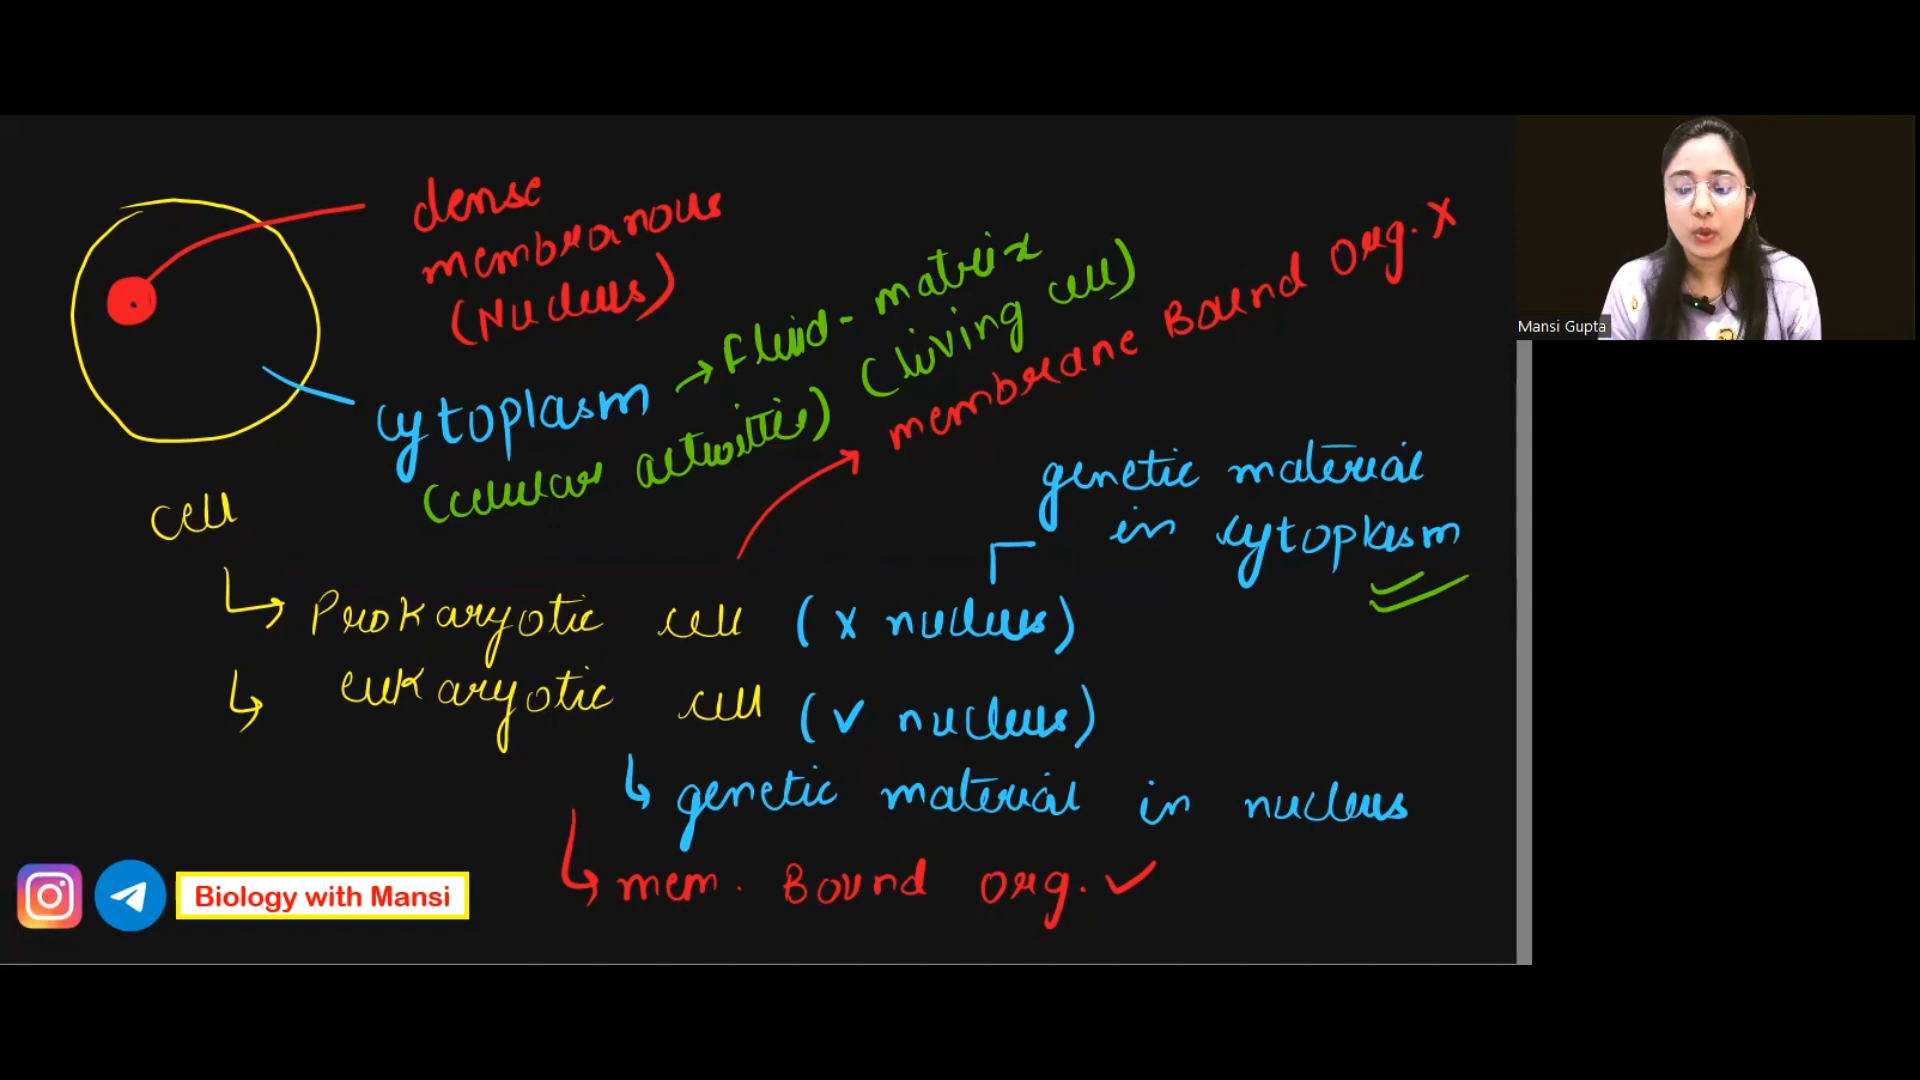 dense
membranous
(Nucleus)
cytoplasm → fluid-matrix
(cellular activities) (living cell)
membrane Bound Org. x
cell
genetic material
in cytoplasm
↳ Prokaryotic cell (x nucleus)
↳ eukaryotic cell (✓ nucleus)
↳ genetic material in nucleus
↳ mem. Bound org. ✓
Biology with Mansi
Mansi Gupta